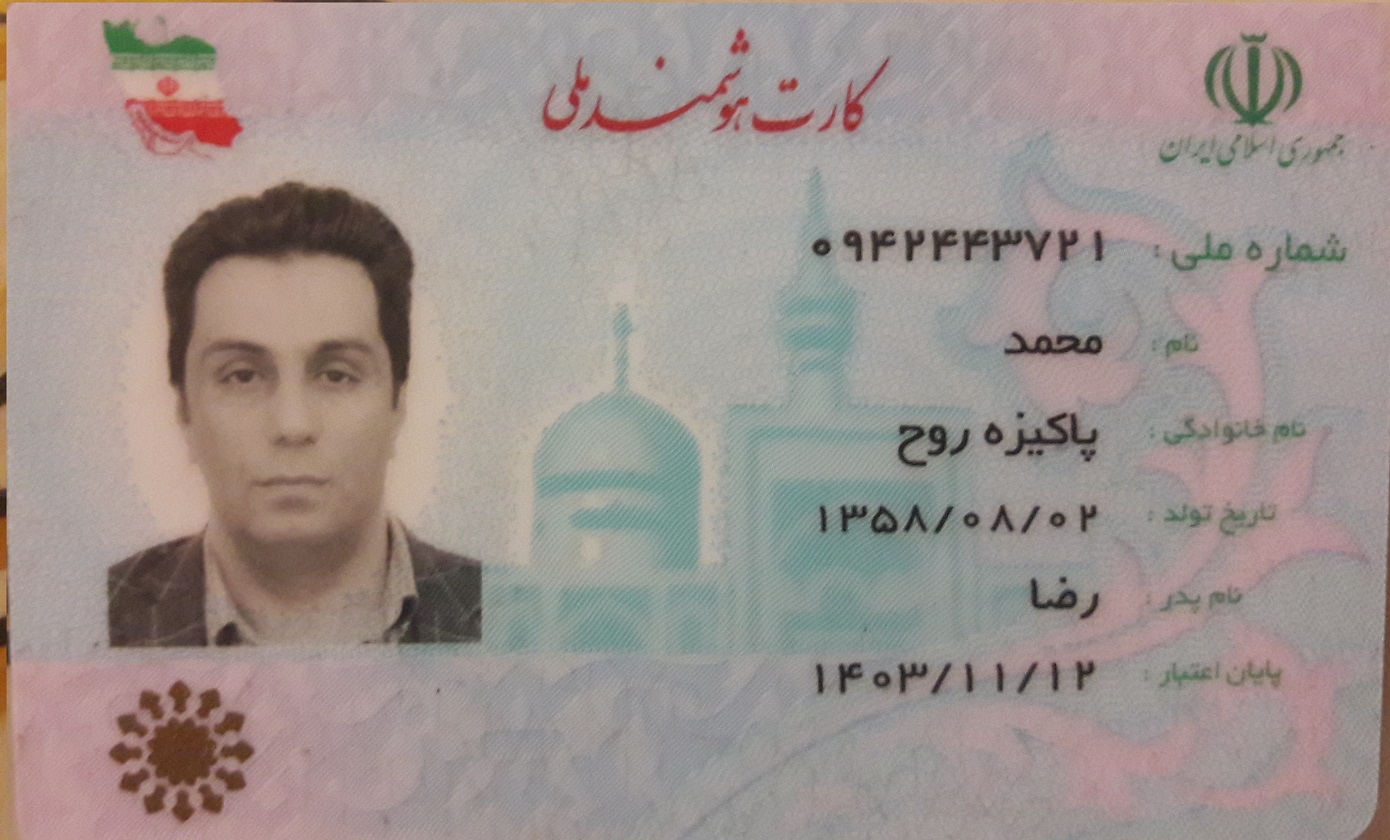 کارت هوشمند ملی
جمهوری اسلامی ایران
شماره ملی : ۰۹۴۲۴۴۳۷۲۱
نام : محمد
نام خانوادگی : پاکیزه روح
تاریخ تولد : ۱۳۵۸/۰۸/۰۲
نام پدر : رضا
پایان اعتبار : ۱۴۰۳/۱۱/۱۲